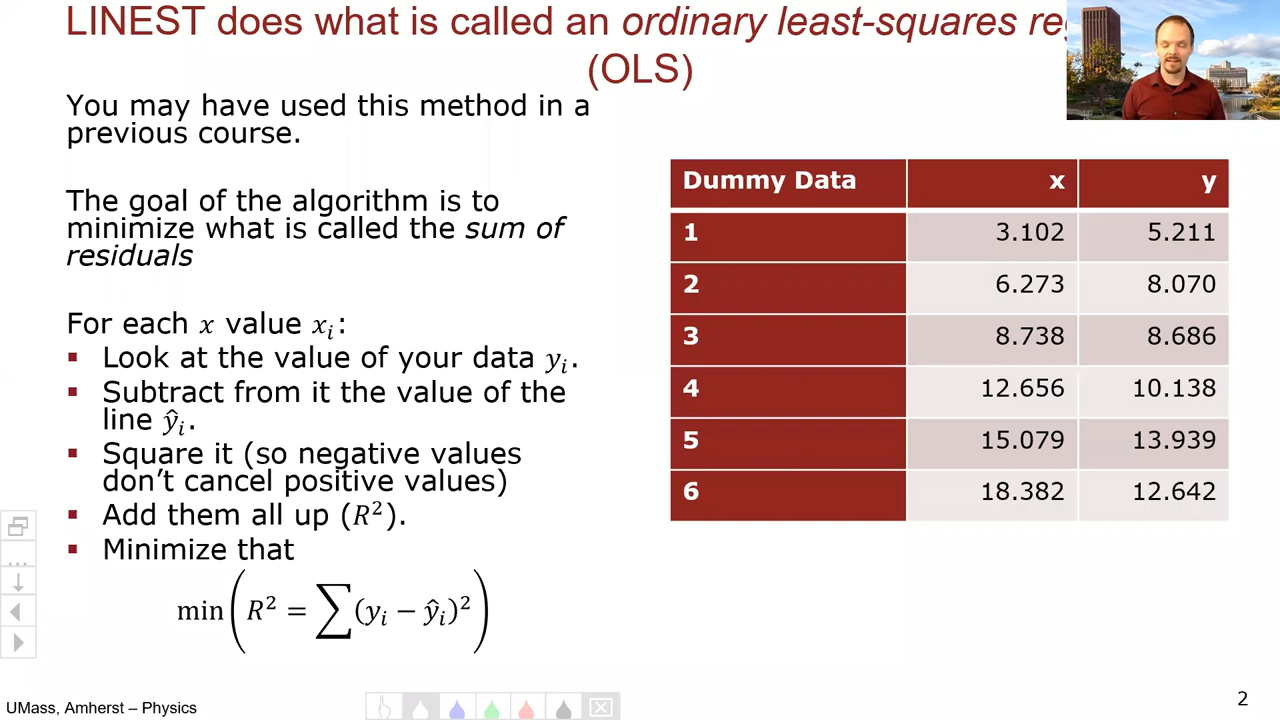 LINEST does what is called an ordinary least-squares
(OLS)
You may have used this method in a
previous course.
The goal of the algorithm is to
minimize what is called the sum of
residuals
For each x value xᵢ:
▪ Look at the value of your data yᵢ.
▪ Subtract from it the value of the
line ŷᵢ.
▪ Square it (so negative values
don’t cancel positive values)
▪ Add them all up (R²).
▪ Minimize that
min(R² = ∑(yᵢ − ŷᵢ)²)
Dummy Data x y
1 3.102 5.211
2 6.273 8.070
3 8.738 8.686
4 12.656 10.138
5 15.079 13.939
6 18.382 12.642
UMass, Amherst – Physics
2